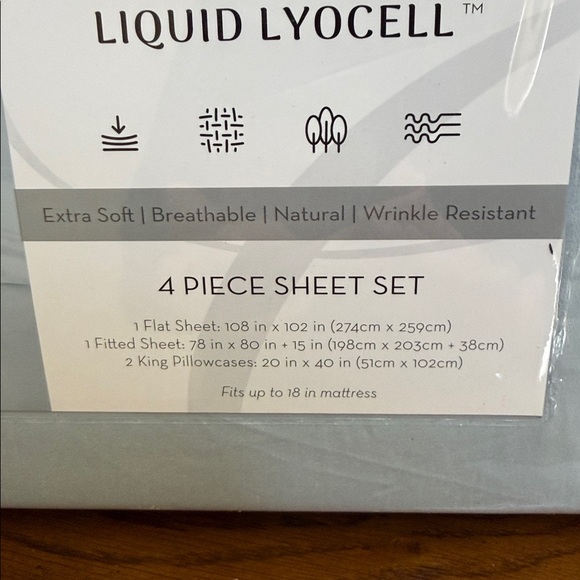 LIQUID LYOCELL™
Extra Soft | Breathable | Natural | Wrinkle Resistant
4 PIECE SHEET SET
1 Flat Sheet: 108 in x 102 in (274cm x 259cm)
1 Fitted Sheet: 78 in x 80 in + 15 in (198cm x 203cm + 38cm)
2 King Pillowcases: 20 in x 40 in (51cm x 102cm)
Fits up to 18 in mattress